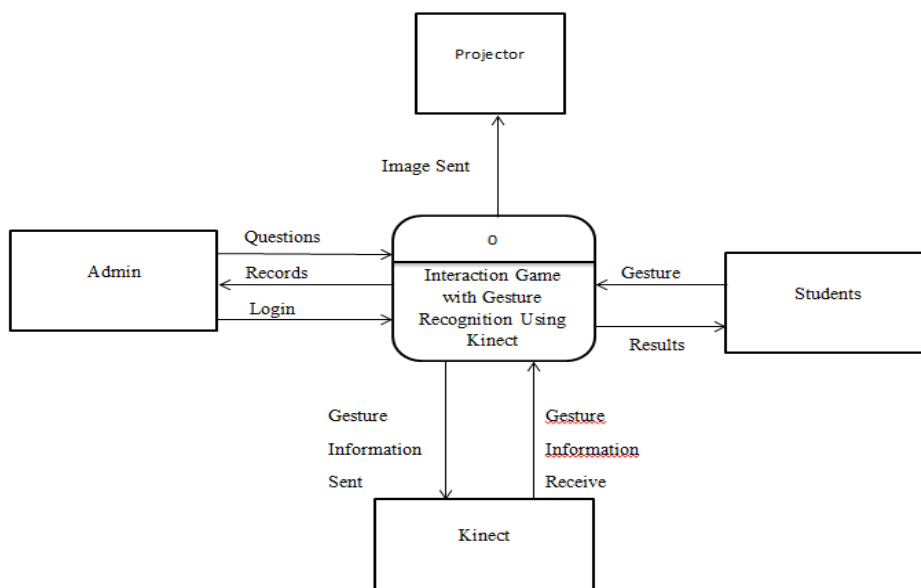 Projector
Image Sent
Questions
Admin
Records
Login
0
Interaction Game
with Gesture
Recognition Using
Kinect
Gesture
Students
Results
Gesture
Information
Sent
Gesture
Information
Receive
Kinect